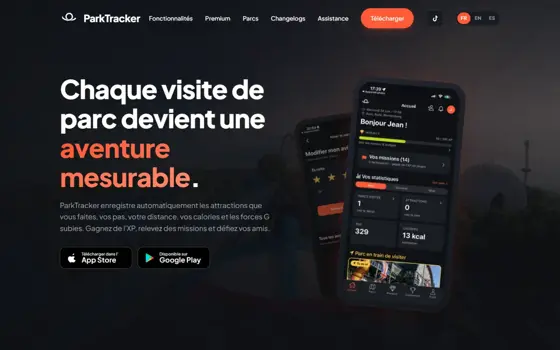 ParkTracker
Fonctionnalités
Premium
Parcs
Changelogs
Assistance
Télécharger
FR
EN
ES
Chaque visite de
parc devient une
aventure
mesurable.
ParkTracker enregistre automatiquement les attractions que
vous faites, vos pas, votre distance, vos calories et les forces G
subies. Gagnez de l'XP, relevez des missions et défiez vos amis.
Télécharger dans l'
App Store
Disponible sur
Google Play
17:39
Accueil
Bonjour Jean !
Vos missions (14)
Vos statistiques
1
1
329
13 kcal
Parc en train de visiter
Modifier mon